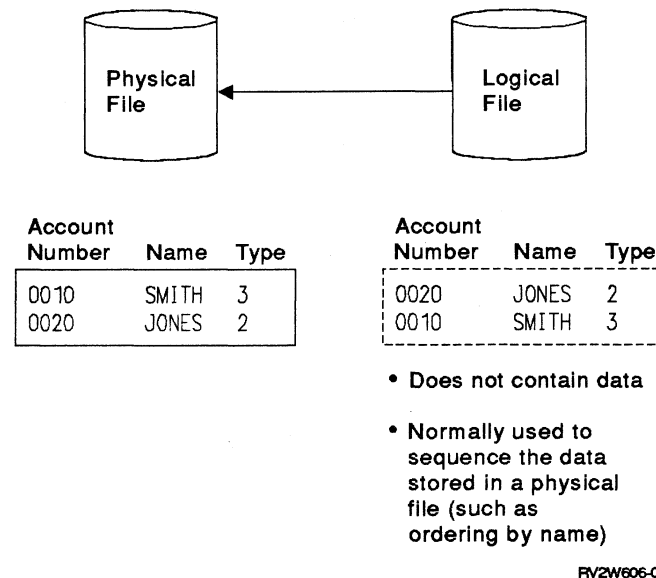 Physical
File
Logical
File
Account
Number Name Type
0010 SMITH 3
0020 JONES 2
Account
Number Name Type
0020 JONES 2
0010 SMITH 3
• Does not contain data
• Normally used to
sequence the data
stored in a physical
file (such as
ordering by name)